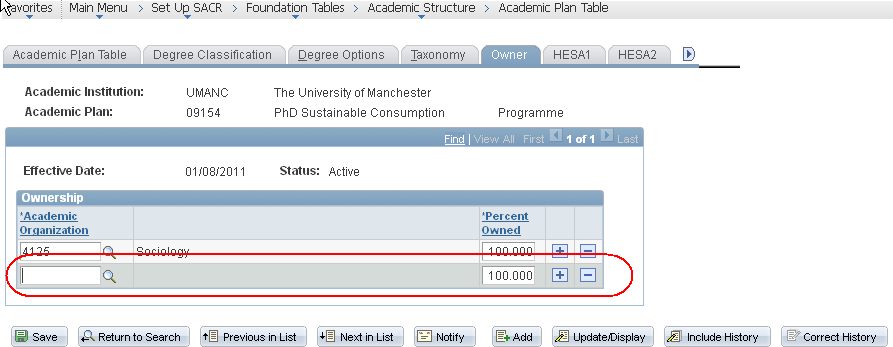 Favorites Main Menu > Set Up SACR > Foundation Tables > Academic Structure > Academic Plan Table
Academic Plan Table Degree Classification Degree Options Taxonomy Owner HESA1 HESA2
Academic Institution: UMANC The University of Manchester
Academic Plan: 09154 PhD Sustainable Consumption Programme
Find | View All First 1 of 1 Last
Effective Date: 01/08/2011 Status: Active
Ownership
*Academic Organization *Percent Owned
4125 Sociology 100.000 + −
100.000 + −
Save Return to Search Previous in List Next in List Notify Add Update/Display Include History Correct History